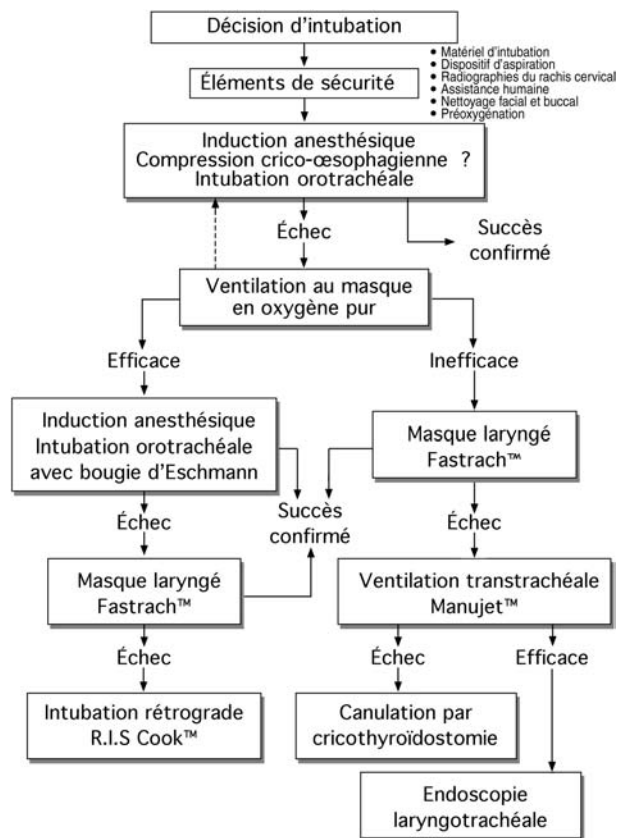 Décision d'intubation
Éléments de sécurité
• Matériel d'intubation
• Dispositif d'aspiration
• Radiographies du rachis cervical
• Assistance humaine
• Nettoyage facial et buccal
• Préoxygénation
Induction anesthésique
Compression crico-œsophagienne ?
Intubation orotrachéale
Échec
Succès
confirmé
Ventilation au masque
en oxygène pur
Efficace
Inefficace
Induction anesthésique
Intubation orotrachéale
avec bougie d'Eschmann
Masque laryngé
Fastrach™
Échec
Succès
confirmé
Échec
Masque laryngé
Fastrach™
Ventilation transtrachéale
Manujet™
Échec
Échec
Efficace
Intubation rétrograde
R.I.S Cook™
Canulation par
cricothyroïdostomie
Endoscopie
laryngotrachéale